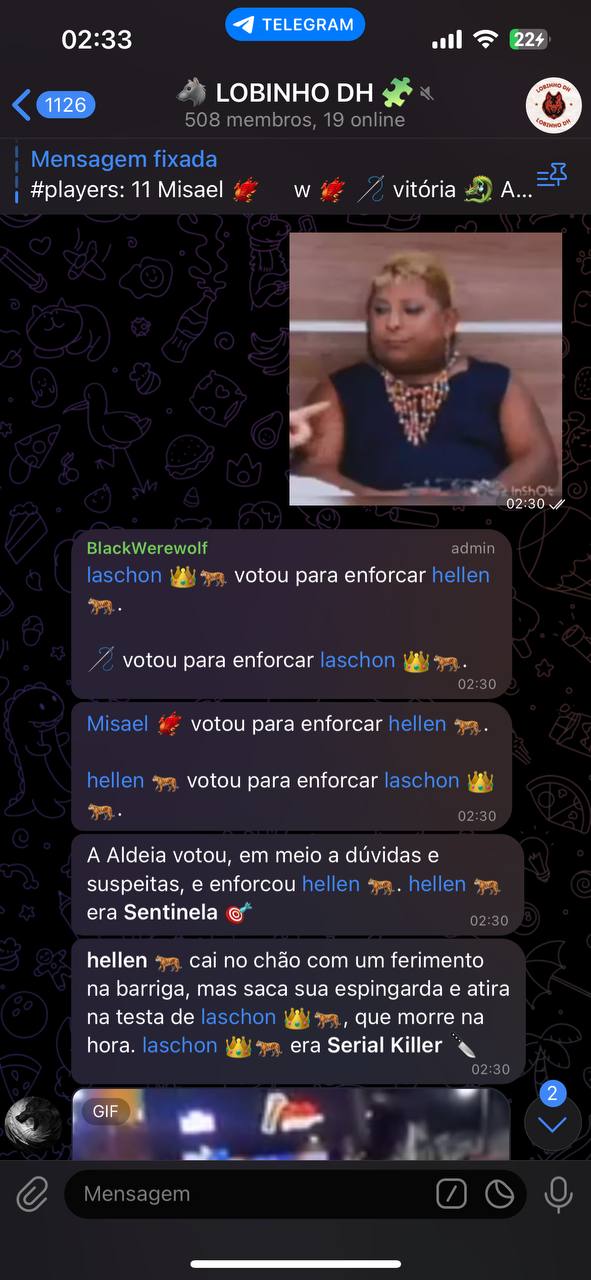 02:33
TELEGRAM
22
1126
🐺 LOBINHO DH 🧩
508 membros, 19 online
LOBINHO DH
LOBINHO DH
Mensagem fixada
#players: 11 Misael 🐲 w 🐲 🪡 vitória 🐉 A...
InShOt
02:30
BlackWerewolf admin
laschon 👑🐅 votou para enforcar hellen
🐅.
🪡 votou para enforcar laschon 👑🐅.
02:30
Misael 🐲 votou para enforcar hellen 🐅.
hellen 🐅 votou para enforcar laschon 👑
🐅.
02:30
A Aldeia votou, em meio a dúvidas e
suspeitas, e enforcou hellen 🐅. hellen 🐅
era Sentinela 🎯
02:30
hellen 🐅 cai no chão com um ferimento
na barriga, mas saca sua espingarda e atira
na testa de laschon 👑🐅, que morre na
hora. laschon 👑🐅 era Serial Killer 🔪
02:30
GIF
2
Mensagem